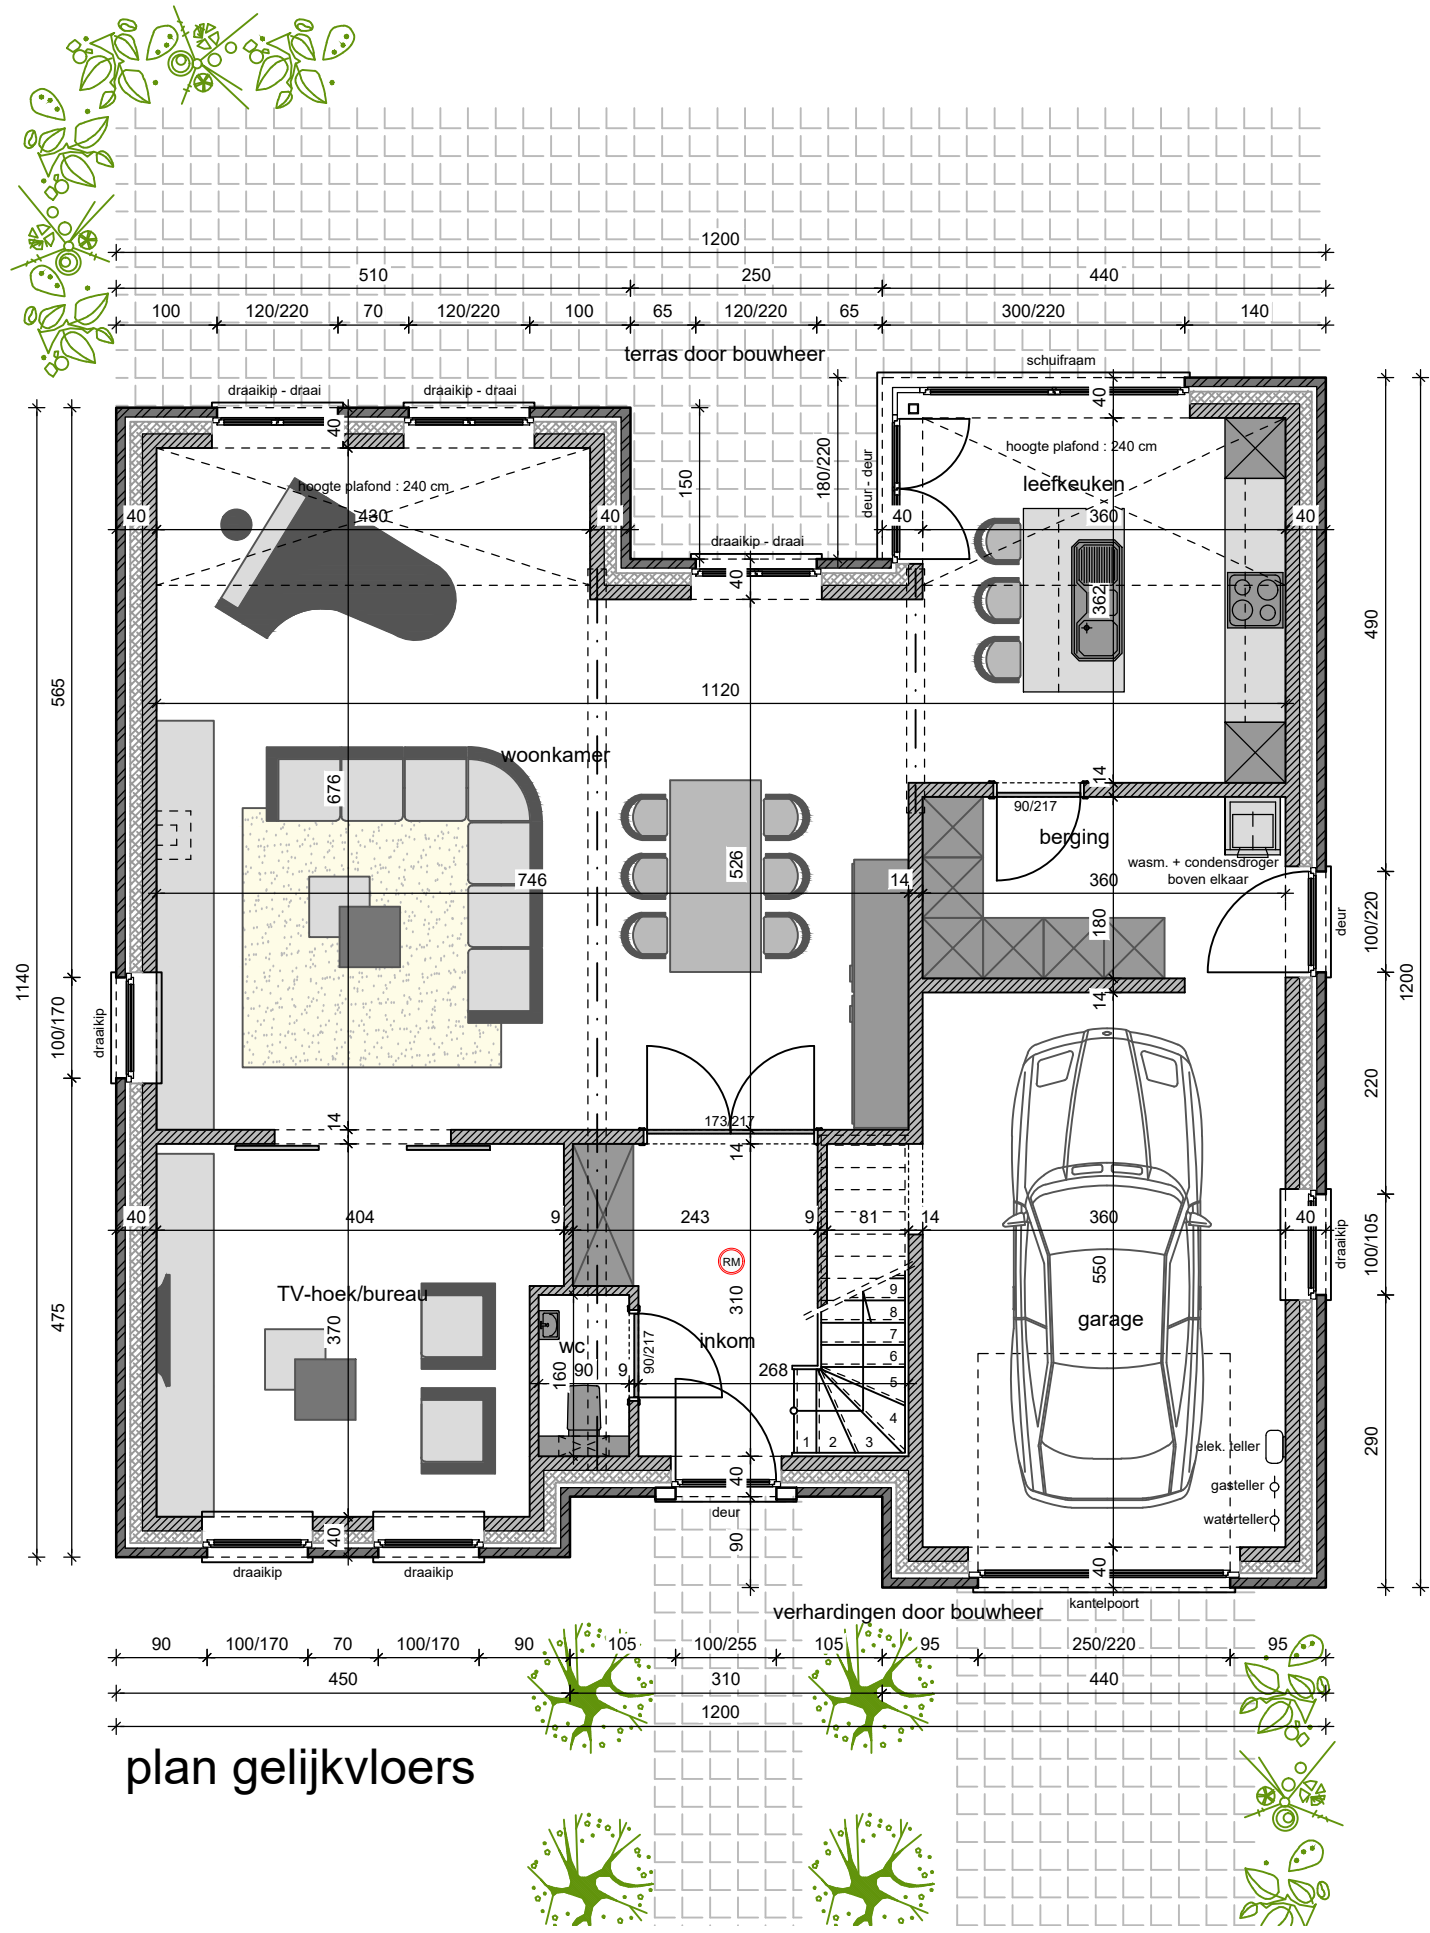 1200
510 250 440
100 120/220 70 120/220 100 65 120/220 65 300/220 140
terras door bouwheer
schuifraam
draaikip - draai draaikip - draai
40
40
180/220
deur - deur
150
hoogte plafond : 240 cm
hoogte plafond : 240 cm
leefkeuken
x
40 430 40 40 360 40
draaikip - draai
40
362
490
565
1120
woonkamer
676
14
90/217
berging
wasm. + condensdroger
boven elkaar
526
746 14 360
180
deur
100/220
1140
1200
100/170
draaikip
14
220
14
173/217
14
40 404 9 243 9 81 14 360 40
draaikip
100/105
RM
550
TV-hoek/bureau
310
9
8
7
6
5
4
3
2
1
garage
475
370
wc
90/217
inkom
160 90 9 268
290
elek. teller
gasteller
waterteller
40
deur
40
90
40
draaikip draaikip
kantelpoort
verhardingen door bouwheer
90 100/170 70 100/170 90 105 100/255 105 95 250/220 95
450 310 440
1200
plan gelijkvloers